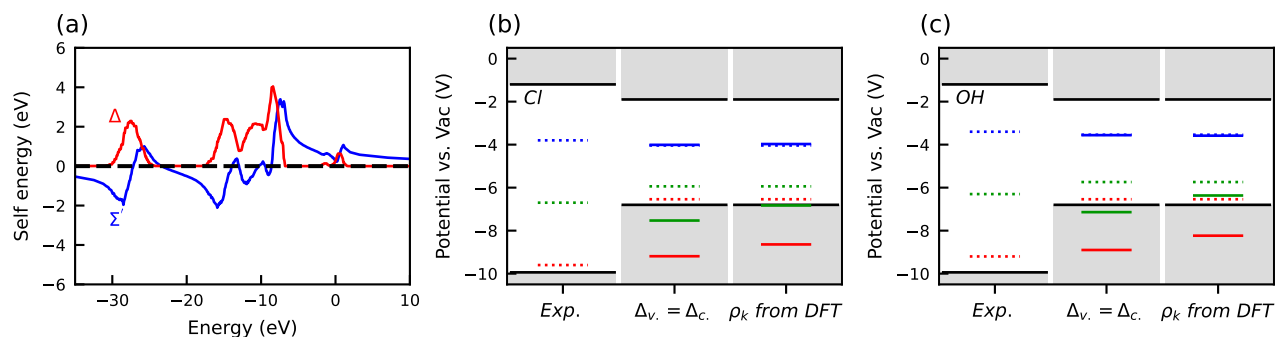 (a)
6
4
2
0
−2
−4
−6
Self energy (eV)
Δ
Σ′
−30
−20
−10
0
10
Energy (eV)
(b)
0
−2
−4
−6
−8
−10
Potential vs. Vac (V)
Cl
Exp.
Δv. = Δc.
ρk from DFT
(c)
0
−2
−4
−6
−8
−10
Potential vs. Vac (V)
OH
Exp.
Δv. = Δc.
ρk from DFT